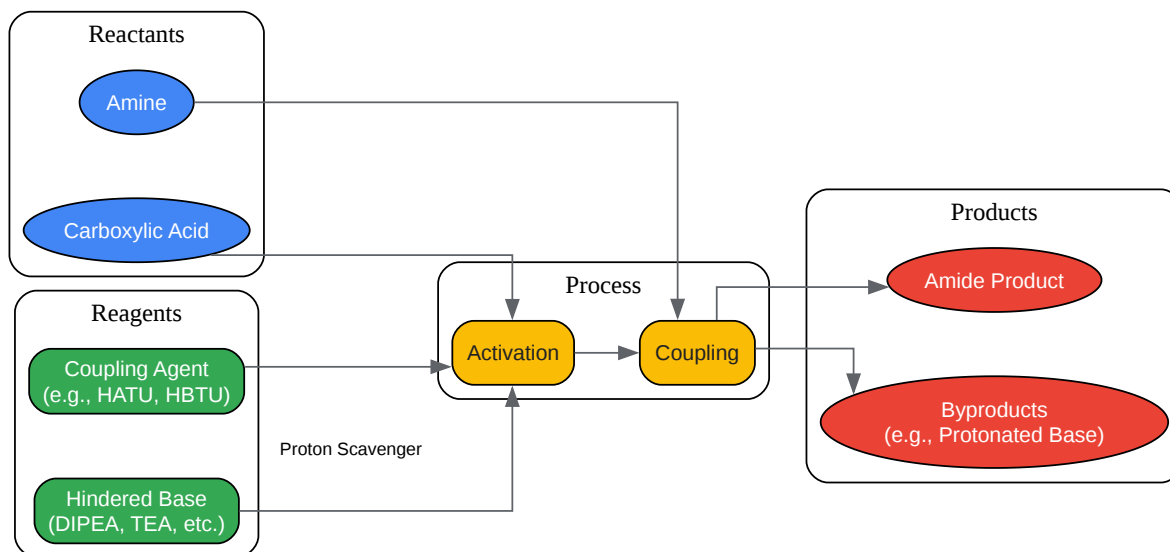 Reactants
Amine
Carboxylic Acid
Reagents
Coupling Agent
(e.g., HATU, HBTU)
Proton Scavenger
Hindered Base
(DIPEA, TEA, etc.)
Process
Activation
Coupling
Products
Amide Product
Byproducts
(e.g., Protonated Base)